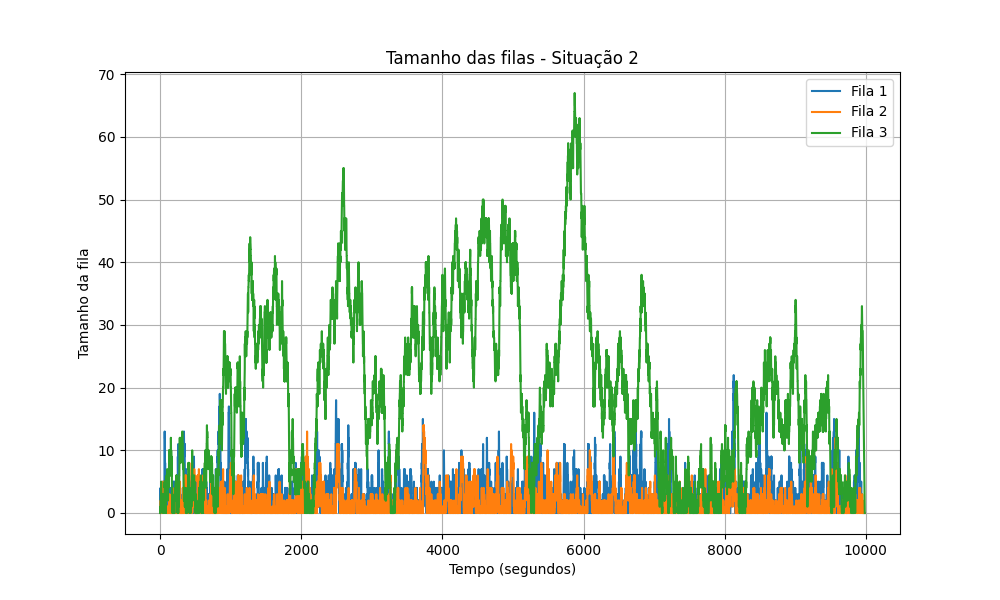 Tamanho das filas - Situação 2
Fila 1
Fila 2
Fila 3
Tamanho da fila
70
60
50
40
30
20
10
0
0 2000 4000 6000 8000 10000
Tempo (segundos)